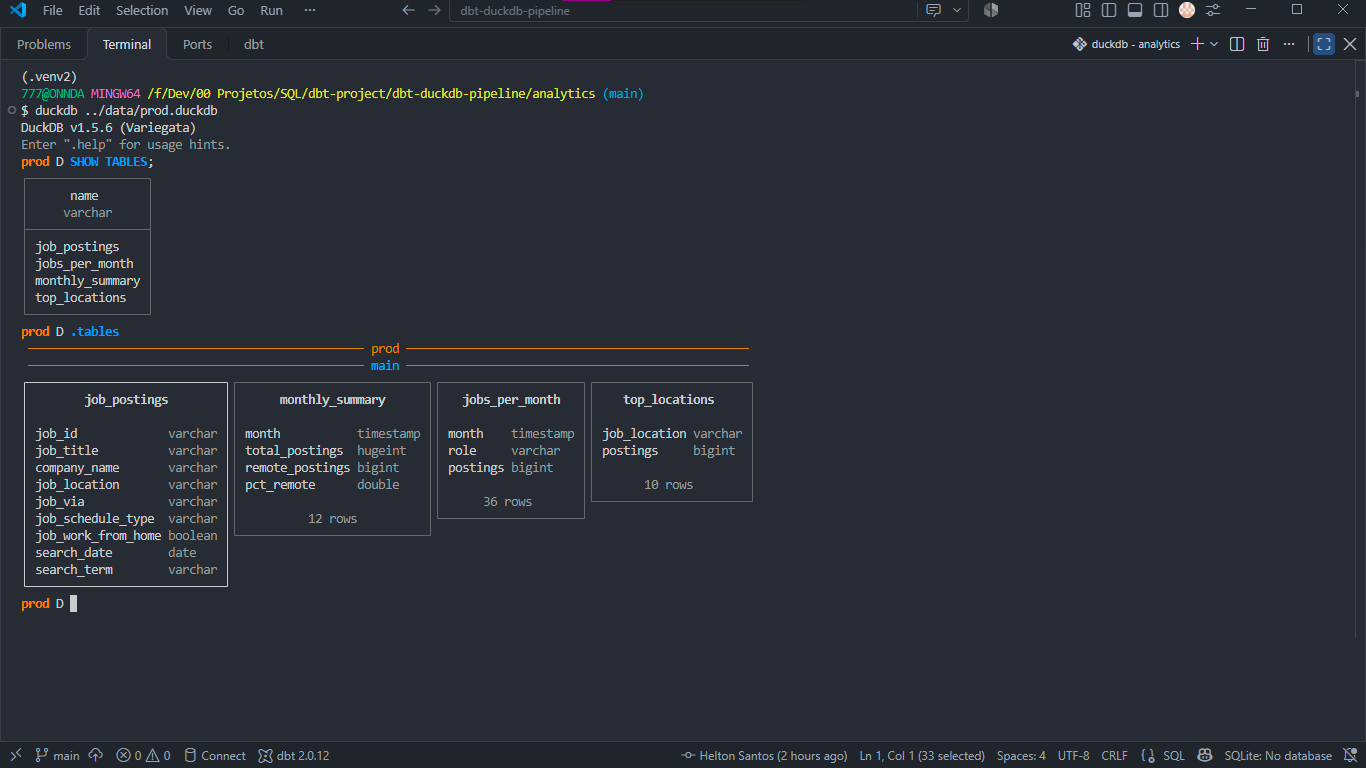 File Edit Selection View Go Run ··· dbt-duckdb-pipeline
Problems Terminal Ports dbt duckdb - analytics
(.venv2)
777@ONNDA MINGW64 /f/Dev/00 Projetos/SQL/dbt-project/dbt-duckdb-pipeline/analytics (main)
$ duckdb ../data/prod.duckdb
DuckDB v1.5.6 (Variegata)
Enter ".help" for usage hints.
prod D SHOW TABLES;
name
varchar
job_postings
jobs_per_month
monthly_summary
top_locations
prod D .tables
prod
main
job_postings monthly_summary jobs_per_month top_locations
job_id varchar month timestamp month timestamp job_location varchar
job_title varchar total_postings hugeint role varchar postings bigint
company_name varchar remote_postings bigint postings bigint
job_location varchar pct_remote double 10 rows
job_via varchar 36 rows
job_schedule_type varchar 12 rows
job_work_from_home boolean
search_date date
search_term varchar
prod D
main 0 0 Connect dbt 2.0.12 Helton Santos (2 hours ago) Ln 1, Col 1 (33 selected) Spaces: 4 UTF-8 CRLF SQL SQLite: No database